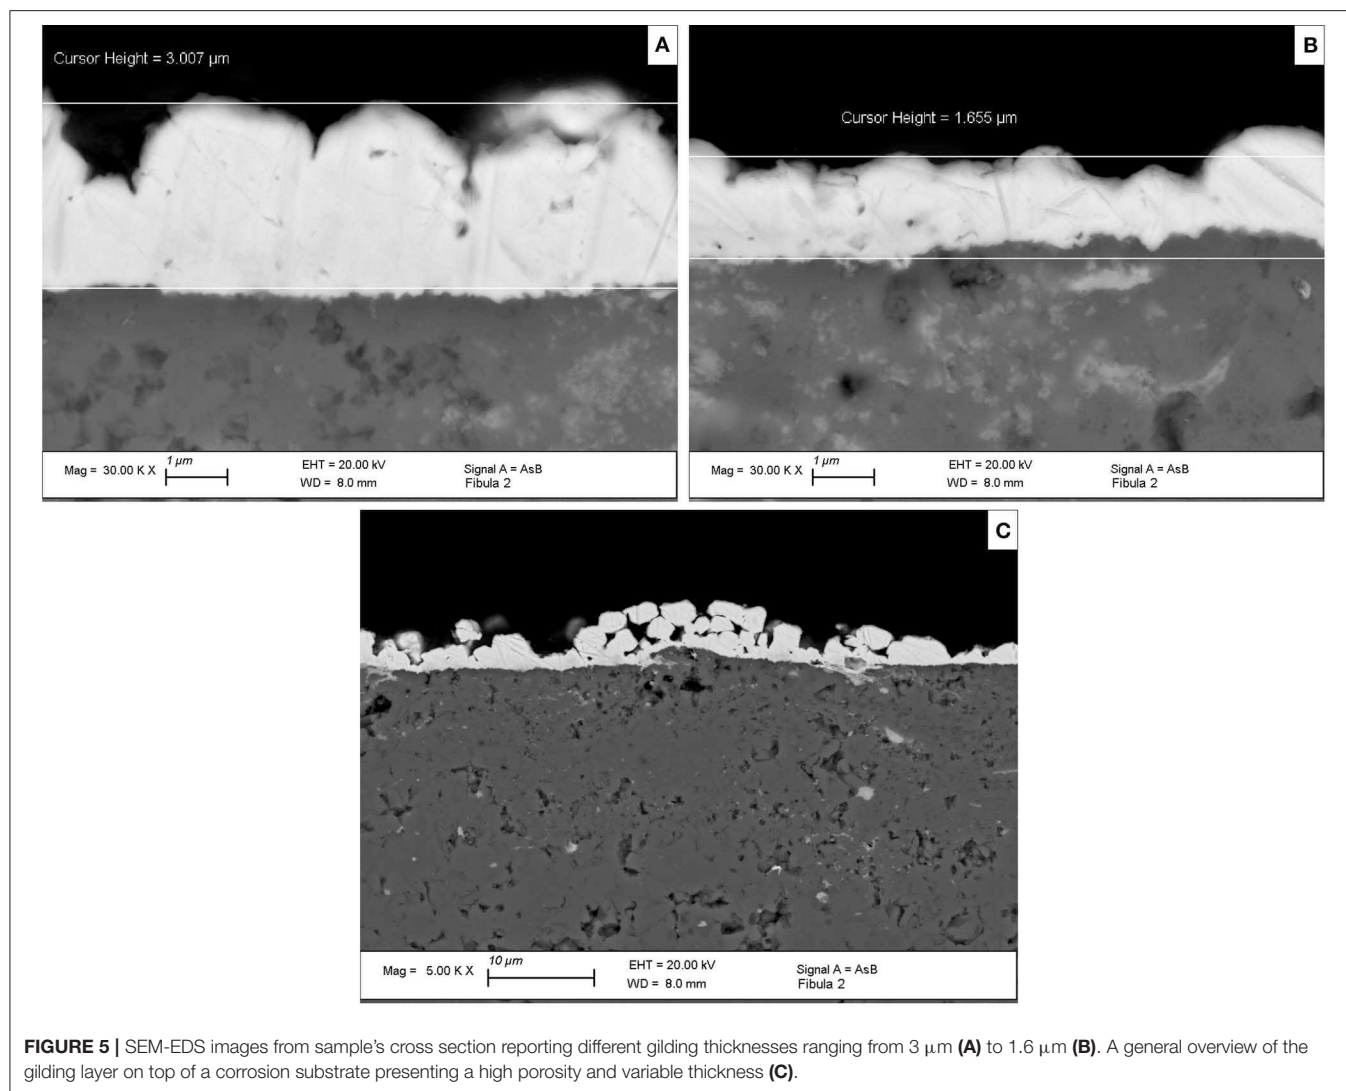 A
Cursor Height = 3.007 µm
B
Cursor Height = 1.655 µm
Mag = 30.00 K X 1 µm EHT = 20.00 kV Signal A = AsB
WD = 8.0 mm Fibula 2
Mag = 30.00 K X 1 µm EHT = 20.00 kV Signal A = AsB
WD = 8.0 mm Fibula 2
C
Mag = 5.00 K X 10 µm EHT = 20.00 kV Signal A = AsB
WD = 8.0 mm Fibula 2
FIGURE 5 | SEM-EDS images from sample's cross section reporting different gilding thicknesses ranging from 3 µm (A) to 1.6 µm (B). A general overview of the
gilding layer on top of a corrosion substrate presenting a high porosity and variable thickness (C).